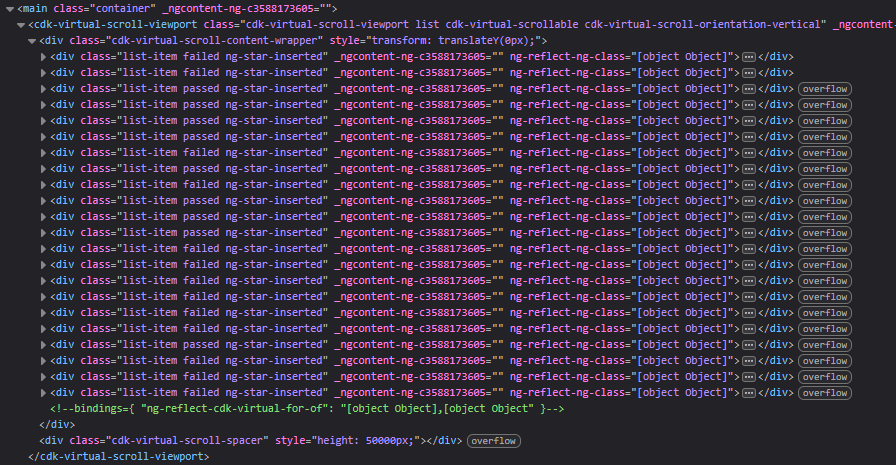 <main class="container" _ngcontent-ng-c3588173605="">
<cdk-virtual-scroll-viewport class="cdk-virtual-scroll-viewport list cdk-virtual-scrollable cdk-virtual-scroll-orientation-vertical" _ngcontent
<div class="cdk-virtual-scroll-content-wrapper" style="transform: translateY(0px);">
<div class="list-item failed ng-star-inserted" _ngcontent-ng-c3588173605="" ng-reflect-ng-class="[object Object]">…</div>
<div class="list-item failed ng-star-inserted" _ngcontent-ng-c3588173605="" ng-reflect-ng-class="[object Object]">…</div>
<div class="list-item passed ng-star-inserted" _ngcontent-ng-c3588173605="" ng-reflect-ng-class="[object Object]">…</div> overflow
<div class="list-item passed ng-star-inserted" _ngcontent-ng-c3588173605="" ng-reflect-ng-class="[object Object]">…</div> overflow
<div class="list-item passed ng-star-inserted" _ngcontent-ng-c3588173605="" ng-reflect-ng-class="[object Object]">…</div> overflow
<div class="list-item passed ng-star-inserted" _ngcontent-ng-c3588173605="" ng-reflect-ng-class="[object Object]">…</div> overflow
<div class="list-item failed ng-star-inserted" _ngcontent-ng-c3588173605="" ng-reflect-ng-class="[object Object]">…</div> overflow
<div class="list-item failed ng-star-inserted" _ngcontent-ng-c3588173605="" ng-reflect-ng-class="[object Object]">…</div> overflow
<div class="list-item failed ng-star-inserted" _ngcontent-ng-c3588173605="" ng-reflect-ng-class="[object Object]">…</div> overflow
<div class="list-item passed ng-star-inserted" _ngcontent-ng-c3588173605="" ng-reflect-ng-class="[object Object]">…</div> overflow
<div class="list-item passed ng-star-inserted" _ngcontent-ng-c3588173605="" ng-reflect-ng-class="[object Object]">…</div> overflow
<div class="list-item passed ng-star-inserted" _ngcontent-ng-c3588173605="" ng-reflect-ng-class="[object Object]">…</div> overflow
<div class="list-item failed ng-star-inserted" _ngcontent-ng-c3588173605="" ng-reflect-ng-class="[object Object]">…</div> overflow
<div class="list-item failed ng-star-inserted" _ngcontent-ng-c3588173605="" ng-reflect-ng-class="[object Object]">…</div> overflow
<div class="list-item failed ng-star-inserted" _ngcontent-ng-c3588173605="" ng-reflect-ng-class="[object Object]">…</div> overflow
<div class="list-item failed ng-star-inserted" _ngcontent-ng-c3588173605="" ng-reflect-ng-class="[object Object]">…</div> overflow
<div class="list-item passed ng-star-inserted" _ngcontent-ng-c3588173605="" ng-reflect-ng-class="[object Object]">…</div> overflow
<div class="list-item failed ng-star-inserted" _ngcontent-ng-c3588173605="" ng-reflect-ng-class="[object Object]">…</div> overflow
<div class="list-item passed ng-star-inserted" _ngcontent-ng-c3588173605="" ng-reflect-ng-class="[object Object]">…</div> overflow
<div class="list-item failed ng-star-inserted" _ngcontent-ng-c3588173605="" ng-reflect-ng-class="[object Object]">…</div> overflow
<div class="list-item failed ng-star-inserted" _ngcontent-ng-c3588173605="" ng-reflect-ng-class="[object Object]">…</div> overflow
<div class="list-item failed ng-star-inserted" _ngcontent-ng-c3588173605="" ng-reflect-ng-class="[object Object]">…</div> overflow
<!--bindings={ "ng-reflect-cdk-virtual-for-of": "[object Object],[object Object" }-->
</div>
<div class="cdk-virtual-scroll-spacer" style="height: 50000px;"></div> overflow
</cdk-virtual-scroll-viewport>